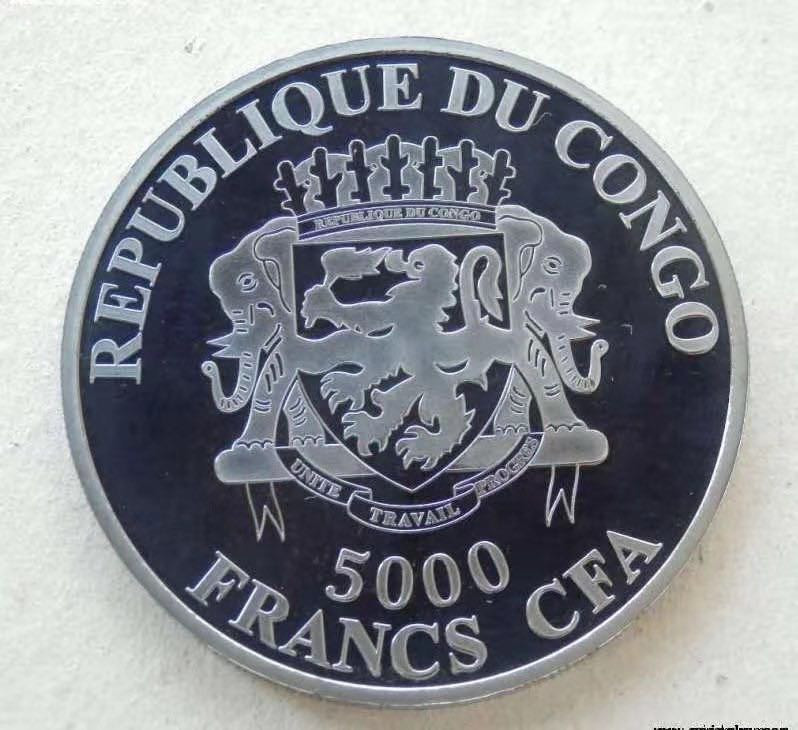 REPUBLIQUE DU CONGO
REPUBLIQUE DU CONGO
UNITE TRAVAIL PROGRES
5000
FRANCS CFA